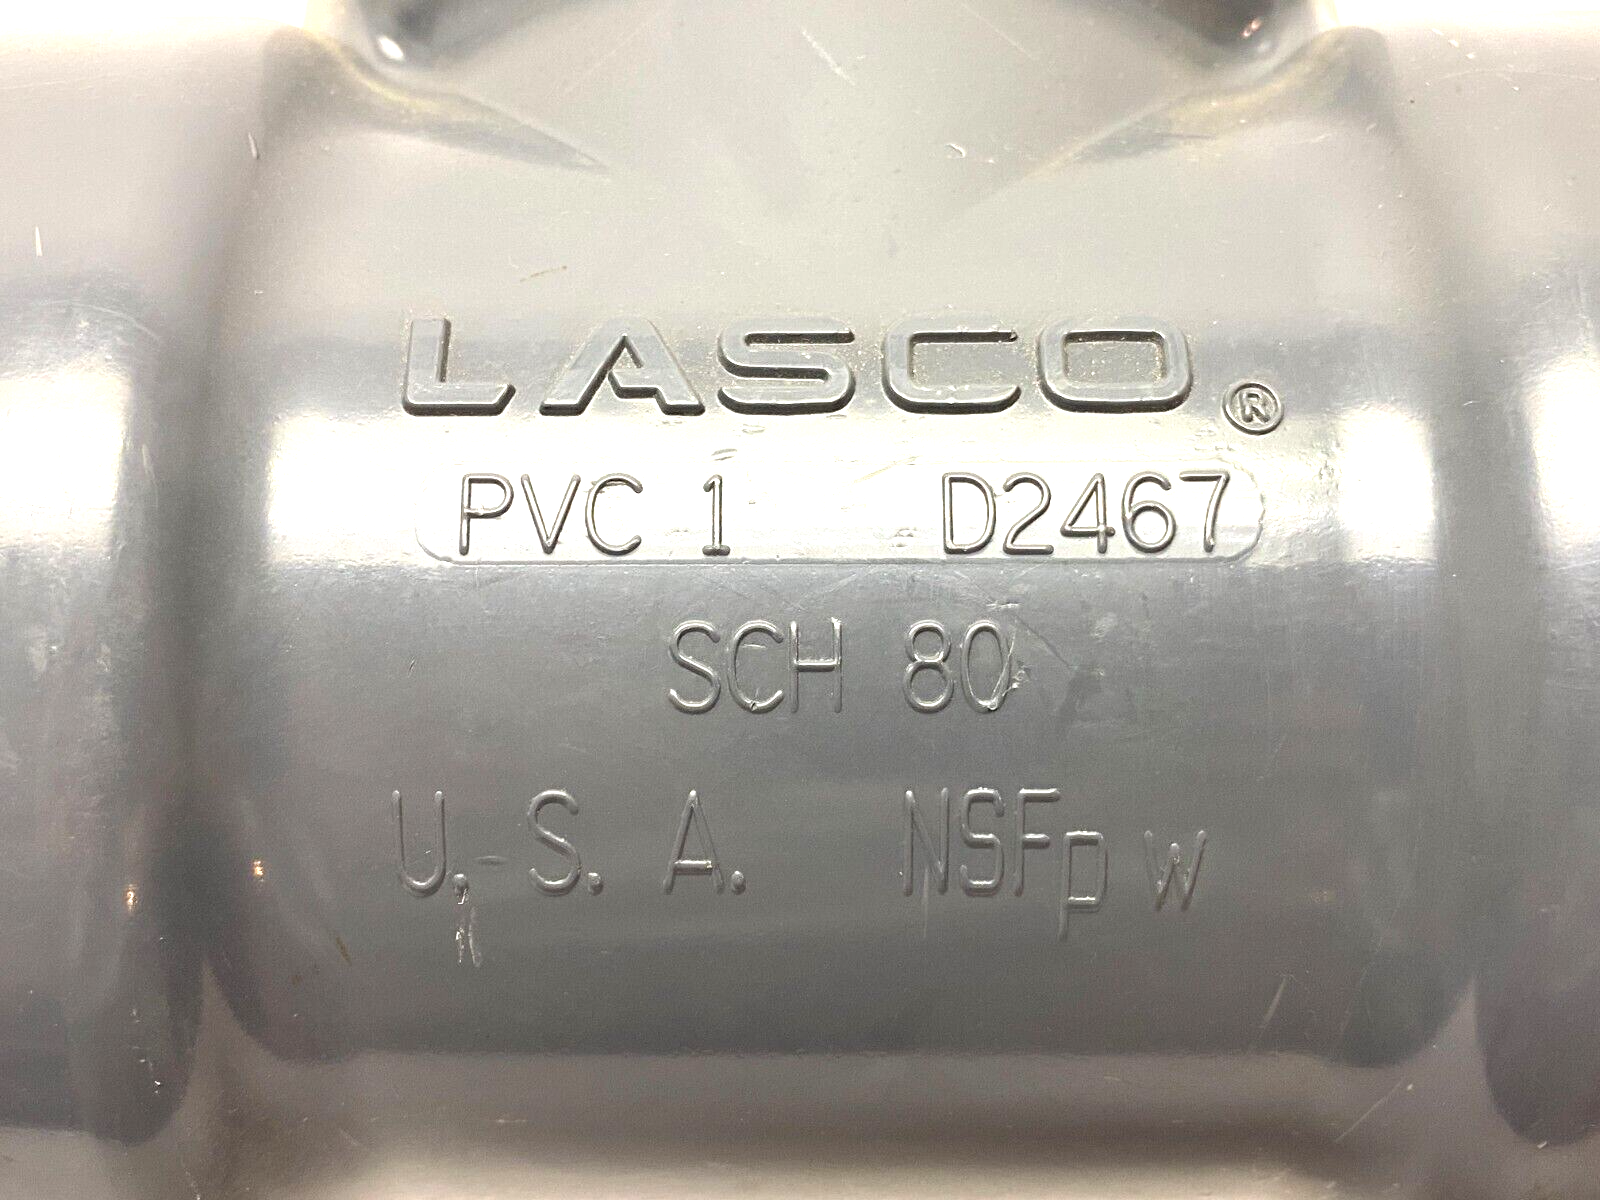 LASCO®
PVC 1 D2467
SCH 80
U.S.A. NSFpw